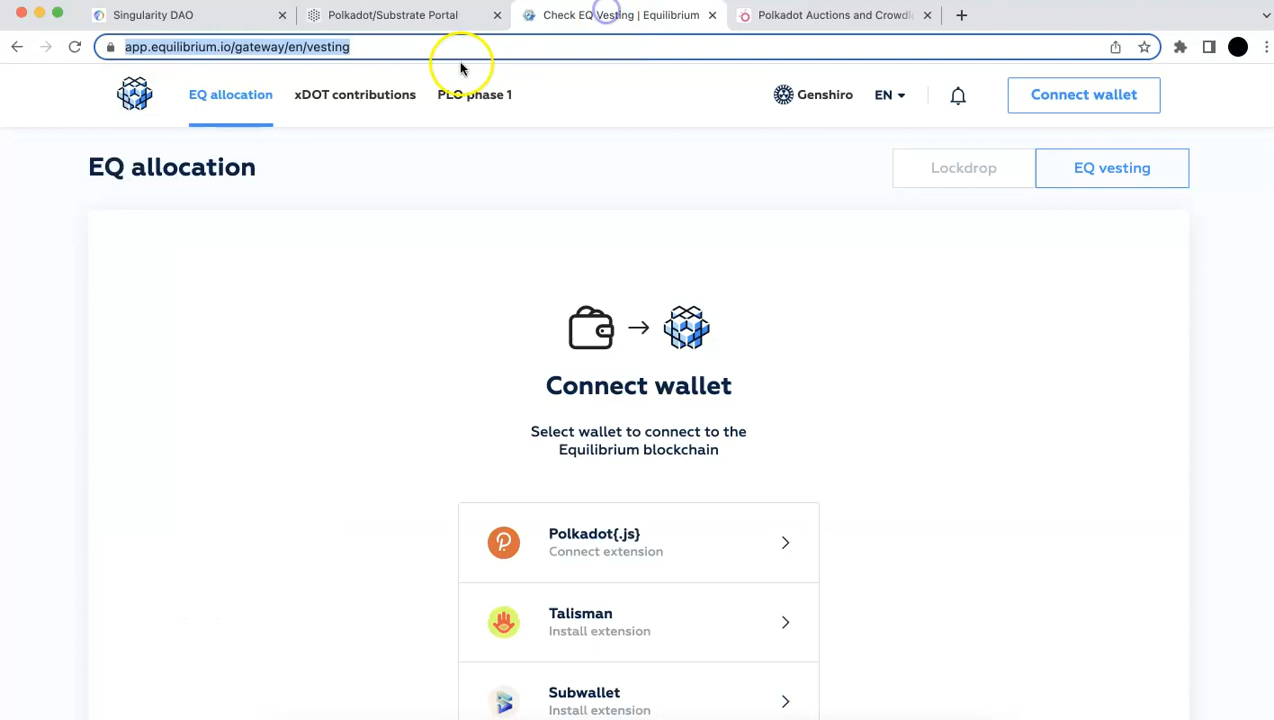 Singularity DAO
Polkadot/Substrate Portal
Check EQ Vesting | Equilibrium
Polkadot Auctions and Crowdl
app.equilibrium.io/gateway/en/vesting
EQ allocation
xDOT contributions
PLO phase 1
Genshiro
EN
Connect wallet
EQ allocation
Lockdrop
EQ vesting
Connect wallet
Select wallet to connect to the
Equilibrium blockchain
Polkadot{.js}
Connect extension
Talisman
Install extension
Subwallet
Install extension